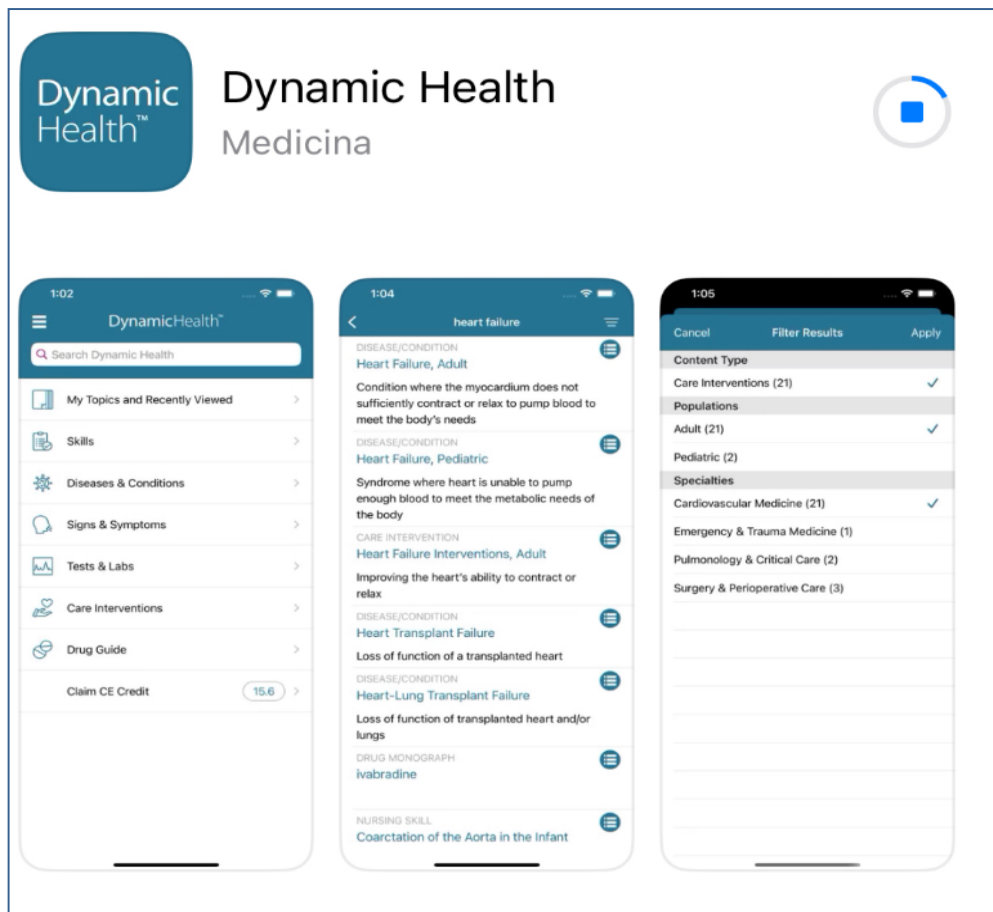 Dynamic
Health™
Dynamic Health
Medicina
1:02
DynamicHealth™
Search Dynamic Health
My Topics and Recently Viewed
Skills
Diseases & Conditions
Signs & Symptoms
Tests & Labs
Care Interventions
Drug Guide
Claim CE Credit 15.6
1:04
heart failure
DISEASE/CONDITION
Heart Failure, Adult
Condition where the myocardium does not
sufficiently contract or relax to pump blood to
meet the body's needs
DISEASE/CONDITION
Heart Failure, Pediatric
Syndrome where heart is unable to pump
enough blood to meet the metabolic needs of
the body
CARE INTERVENTION
Heart Failure Interventions, Adult
Improving the heart's ability to contract or
relax
DISEASE/CONDITION
Heart Transplant Failure
Loss of function of a transplanted heart
DISEASE/CONDITION
Heart-Lung Transplant Failure
Loss of function of transplanted heart and/or
lungs
DRUG MONOGRAPH
ivabradine
NURSING SKILL
Coarctation of the Aorta in the Infant
1:05
Cancel Filter Results Apply
Content Type
Care Interventions (21)
Populations
Adult (21)
Pediatric (2)
Specialties
Cardiovascular Medicine (21)
Emergency & Trauma Medicine (1)
Pulmonology & Critical Care (2)
Surgery & Perioperative Care (3)